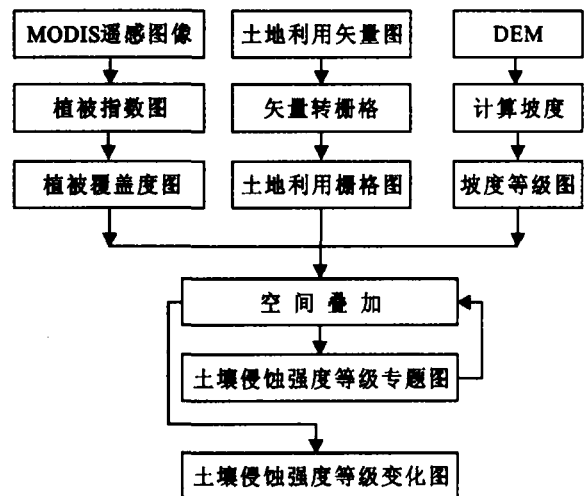 MODIS遥感图像
土地利用矢量图
DEM
植被指数图
矢量转栅格
计算坡度
植被覆盖度图
土地利用栅格图
坡度等级图
空间叠加
土壤侵蚀强度等级专题图
土壤侵蚀强度等级变化图